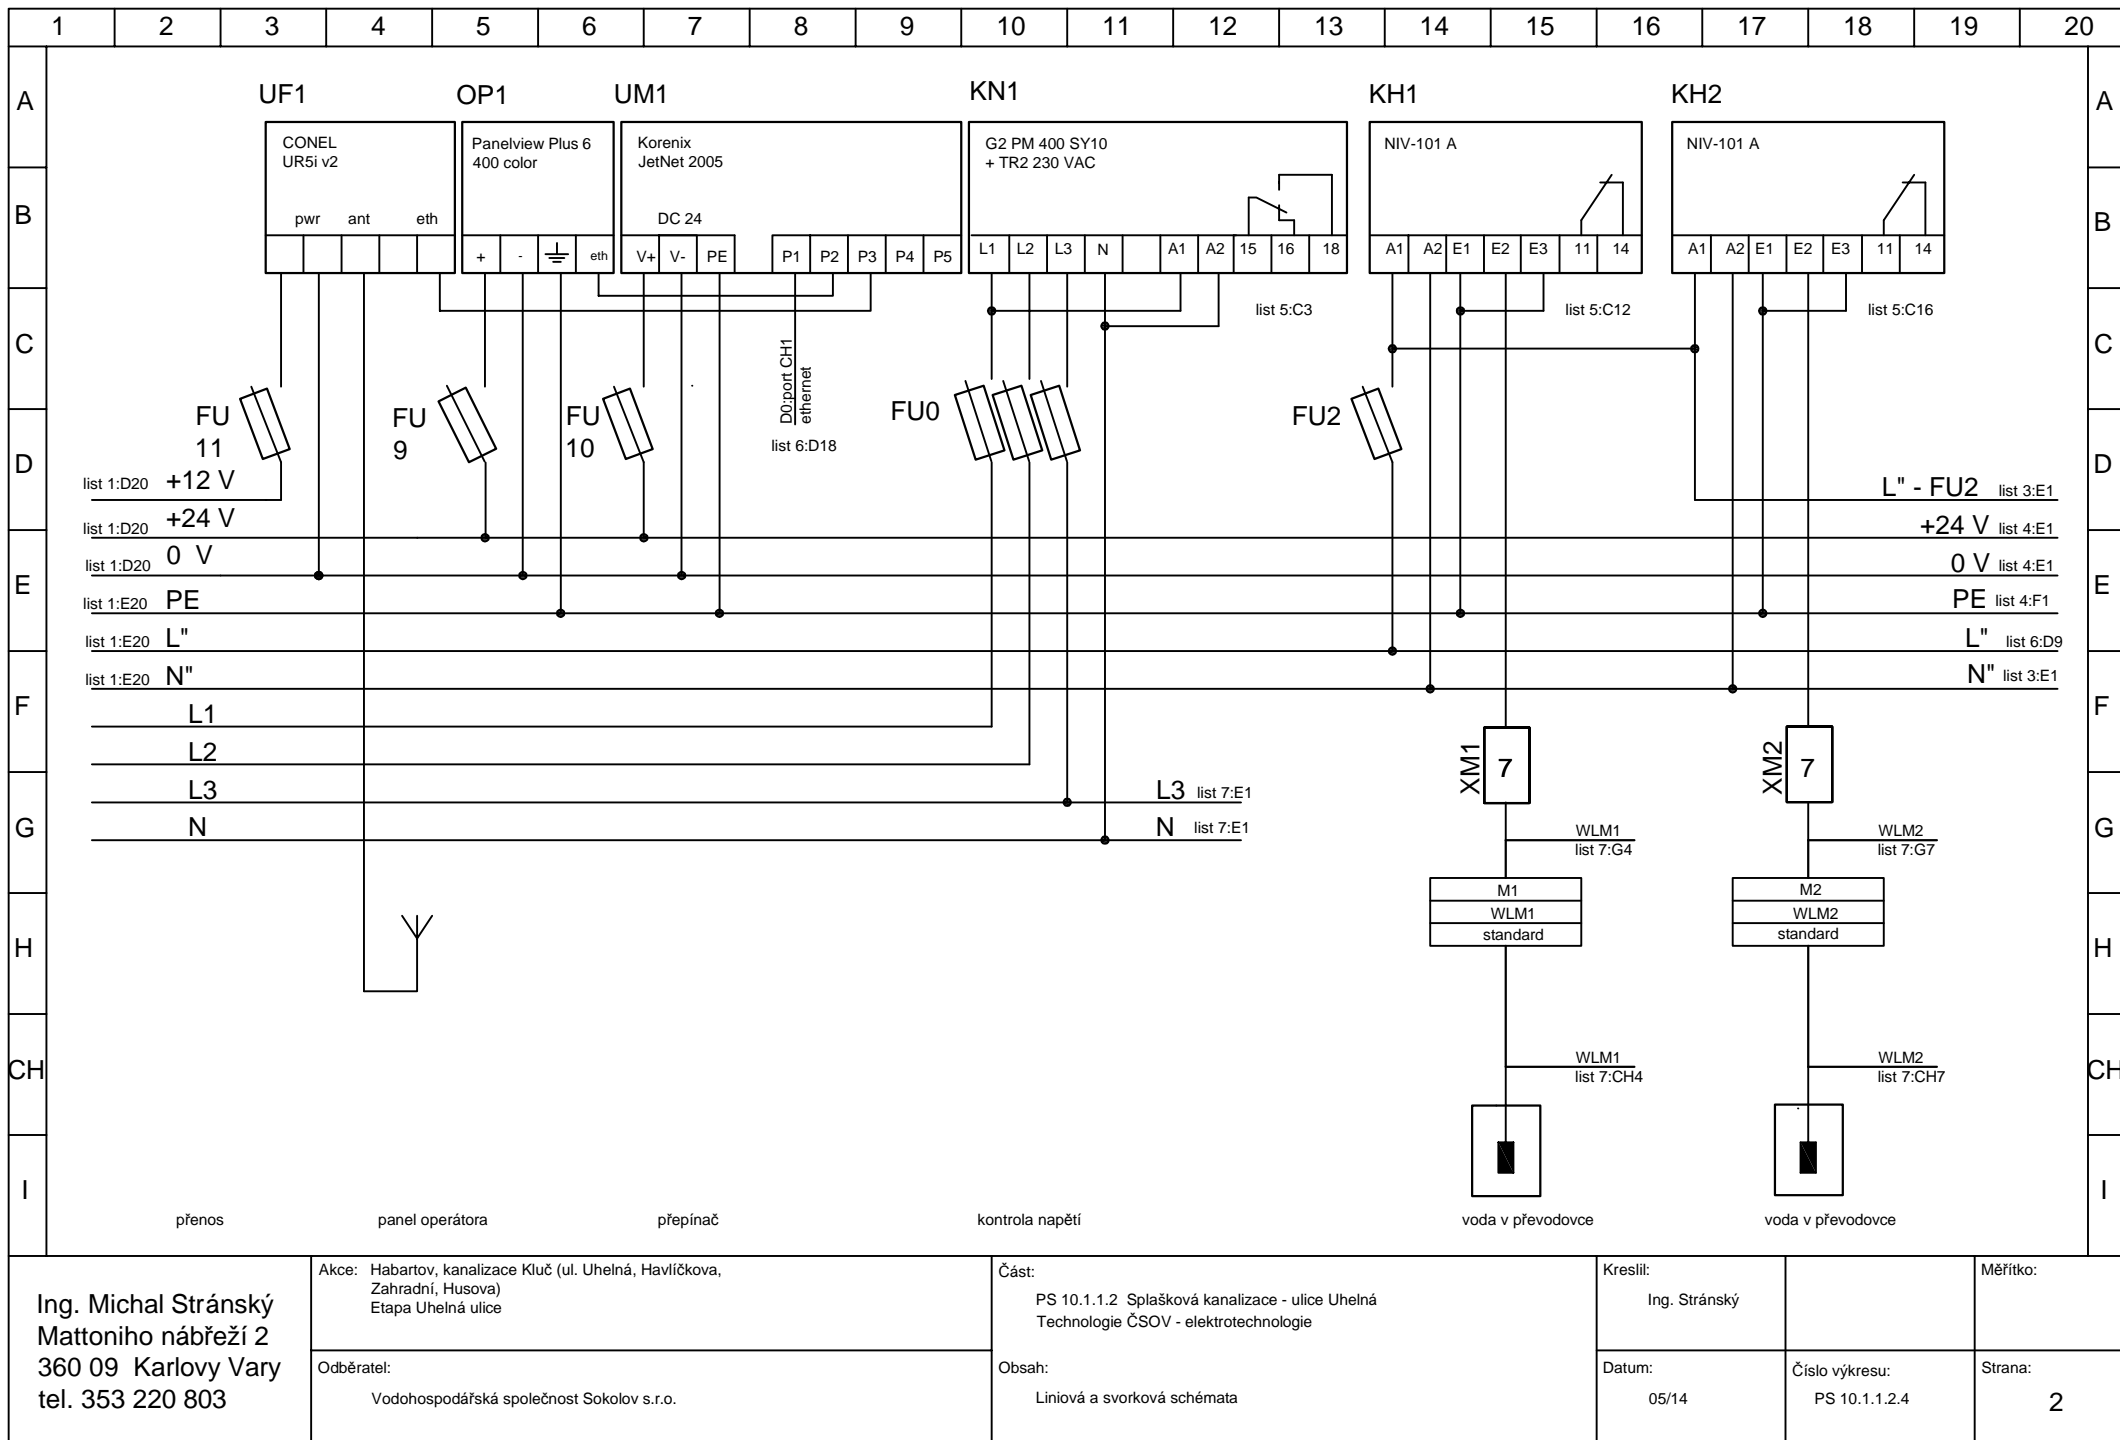 1 2 3 4 5 6 7 8 9 10 11 12 13 14 15 16 17 18 19 20
A A
B B
C C
D D
E E
F F
G G
H H
CH CH
I I
UF1 OP1 UM1 KN1 KH1 KH2
CONEL
UR5i v2
pwr ant eth
Panelview Plus 6
400 color
+ - eth
Korenix
JetNet 2005
DC 24
V+ V- PE P1 P2 P3 P4 P5
G2 PM 400 SY10
+ TR2 230 VAC
L1 L2 L3 N A1 A2 15 16 18
NIV-101 A
A1 A2 E1 E2 E3 11 14
NIV-101 A
A1 A2 E1 E2 E3 11 14
list 5:C3
list 5:C12
list 5:C16
D0:port CH1
ethernet
list 6:D18
FU
11
FU
9
FU
10
FU0
FU2
list 1:D20 +12 V
L" - FU2 list 3:E1
list 1:D20 +24 V
+24 V list 4:E1
list 1:D20 0 V
0 V list 4:E1
list 1:E20 PE
PE list 4:F1
list 1:E20 L"
L" list 6:D9
list 1:E20 N"
N" list 3:E1
L1
L2
L3
L3 list 7:E1
N
N list 7:E1
XM1 7
XM2 7
WLM1
list 7:G4
WLM2
list 7:G7
M1
WLM1
standard
M2
WLM2
standard
WLM1
list 7:CH4
WLM2
list 7:CH7
přenos
panel operátora
přepínač
kontrola napětí
voda v převodovce
voda v převodovce
Ing. Michal Stránský
Mattoniho nábřeží 2
360 09 Karlovy Vary
tel. 353 220 803
Akce: Habartov, kanalizace Kluč (ul. Uhelná, Havlíčkova,
Zahradní, Husova)
Etapa Uhelná ulice
Odběratel:
Vodohospodářská společnost Sokolov s.r.o.
Část:
PS 10.1.1.2 Splašková kanalizace - ulice Uhelná
Technologie ČSOV - elektrotechnologie
Obsah:
Liniová a svorková schémata
Kreslil:
Ing. Stránský
Měřítko:
Datum:
05/14
Číslo výkresu:
PS 10.1.1.2.4
Strana:
2